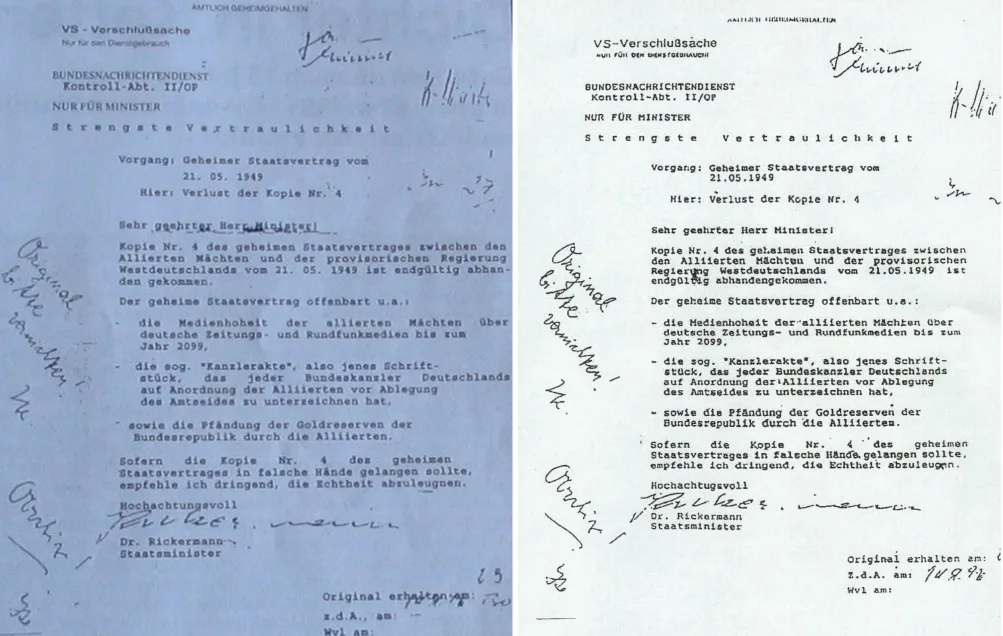 AMTLICH GEHEIMGEHALTEN
VS - Verschlußsache
Nur für den Dienstgebrauch
BUNDESNACHRICHTENDIENST
Kontroll-Abt. II/OP
NUR FÜR MINISTER
Strengste Vertraulichkeit
Vorgang: Geheimer Staatsvertrag vom
21. 05. 1949
Hier: Verlust der Kopie Nr. 4
Sehr geehrter Herr Minister!
Kopie Nr. 4 des geheimen Staatsvertrages zwischen den
Alliierten Mächten und der provisorischen Regierung
Westdeutschlands vom 21. 05. 1949 ist endgültig abhan-
den gekommen.
Der geheime Staatsvertrag offenbart u.a.:
- die Medienhoheit der allierten Mächten über
deutsche Zeitungs- und Rundfunkmedien bis zum
Jahr 2099,
- die sog. "Kanzlerakte", also jenes Schrift-
stück, das jeder Bundeskanzler Deutschlands
auf Anordnung der Alliierten vor Ablegung
des Amtseides zu unterzeichnen hat,
- sowie die Pfändung der Goldreserven der
Bundesrepublik durch die Alliierten.
Sofern die Kopie Nr. 4 des geheimen
Staatsvertrages in falsche Hände gelangen sollte,
empfehle ich dringend, die Echtheit abzuleugnen.
Hochachtungsvoll
Dr. Rickermann
Staatsminister
Original erhalten am:
z.d.A., am:
Wvl am:
Original
bitte
vernichten!
AMTLICH GEHEIMGEHALTEN
VS-Verschlußsache
NUR FÜR DEN DIENSTGEBRAUCH
BUNDESNACHRICHTENDIENST
Kontroll-Abt. II/OP
NUR FÜR MINISTER
Strengste Vertraulichkeit
Vorgang: Geheimer Staatsvertrag vom
21.05.1949
Hier: Verlust der Kopie Nr. 4
Sehr geehrter Herr Minister!
Kopie Nr. 4 des geheimen Staatsvertrages zwischen
den Alliierten Mächten und der provisorischen
Regierung Westdeutschlands vom 21.05.1949 ist
endgültig abhandengekommen.
Der geheime Staatsvertrag offenbart u.a.:
- die Medienhoheit der alliierten Mächten über
deutsche Zeitungs- und Rundfunkmedien bis zum
Jahr 2099,
- die sog. "Kanzlerakte", also jenes Schrift-
stück, das jeder Bundeskanzler Deutschlands
auf Anordnung der Alliierten vor Ablegung
des Amtseides zu unterzeichnen hat,
- sowie die Pfändung der Goldreserven der
Bundesrepublik durch die Alliierten.
Sofern die Kopie Nr. 4 des geheimen
Staatsvertrages in falsche Hände gelangen sollte,
empfehle ich dringend, die Echtheit abzuleugnen.
Hochachtugsvoll
Dr. Rickermann
Staatsminister
Original erhalten am:
z.d.A. am:
Wvl am:
Original
bitte
vernichten!